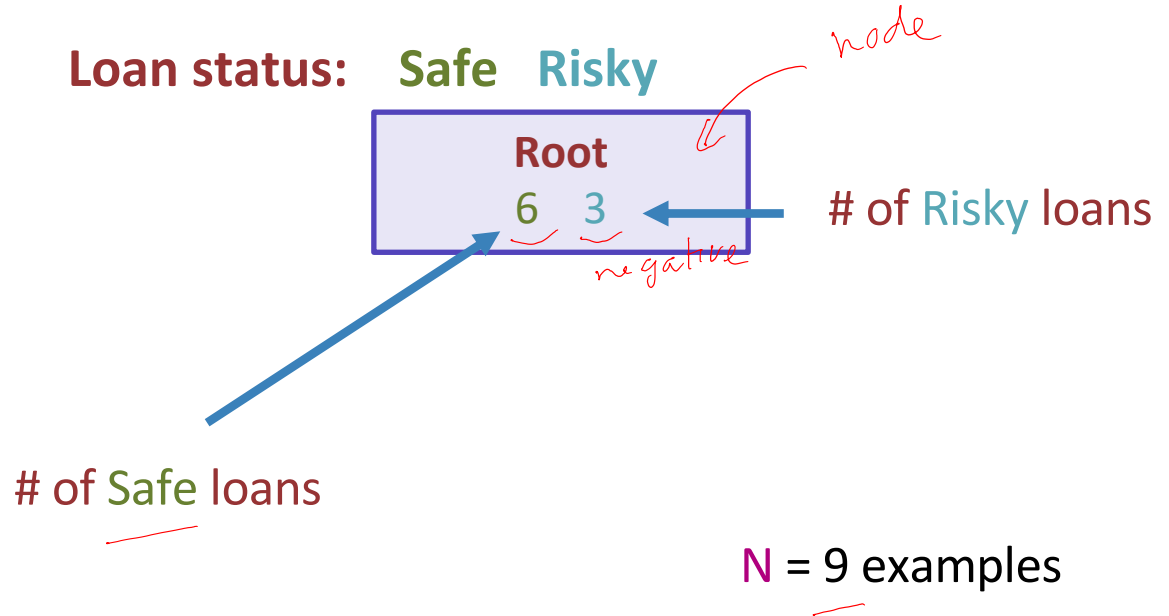 node
Loan status: Safe Risky
Root
6 3
# of Risky loans
negative
# of Safe loans
N = 9 examples